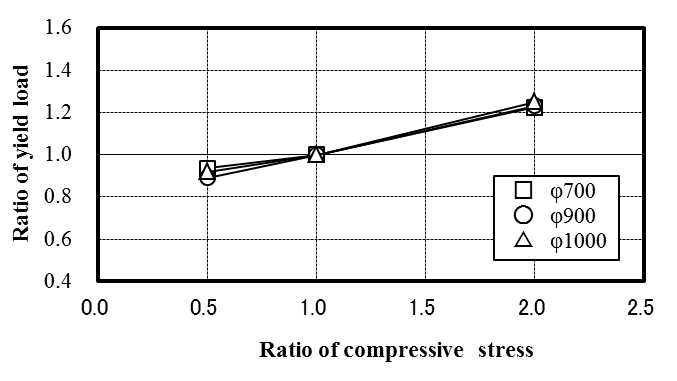 1.6
1.4
1.2
1.0
0.8
0.6
0.4
Ratio of yield load
φ700
φ900
φ1000
0.0 0.5 1.0 1.5 2.0 2.5
Ratio of compressive stress